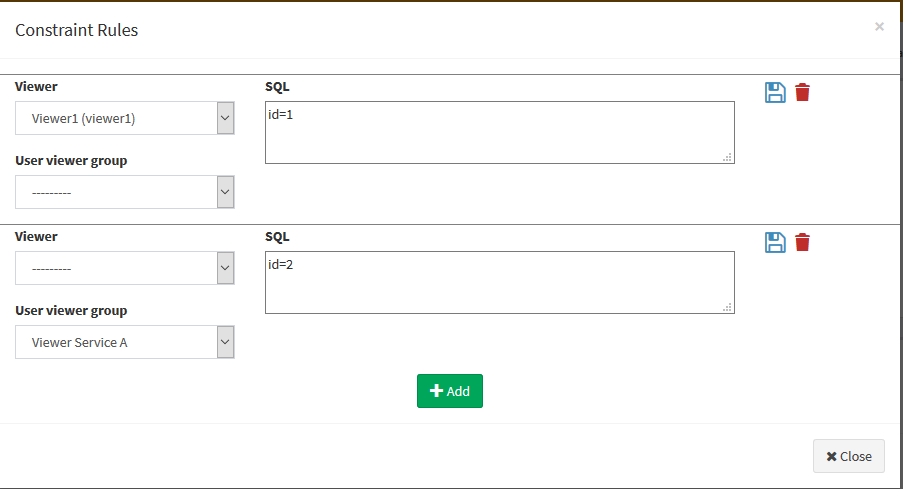 Constraint Rules
×
Viewer
SQL
Viewer1 (viewer1)
id=1
User viewer group
---------
Viewer
SQL
---------
id=2
User viewer group
Viewer Service A
Add
Close